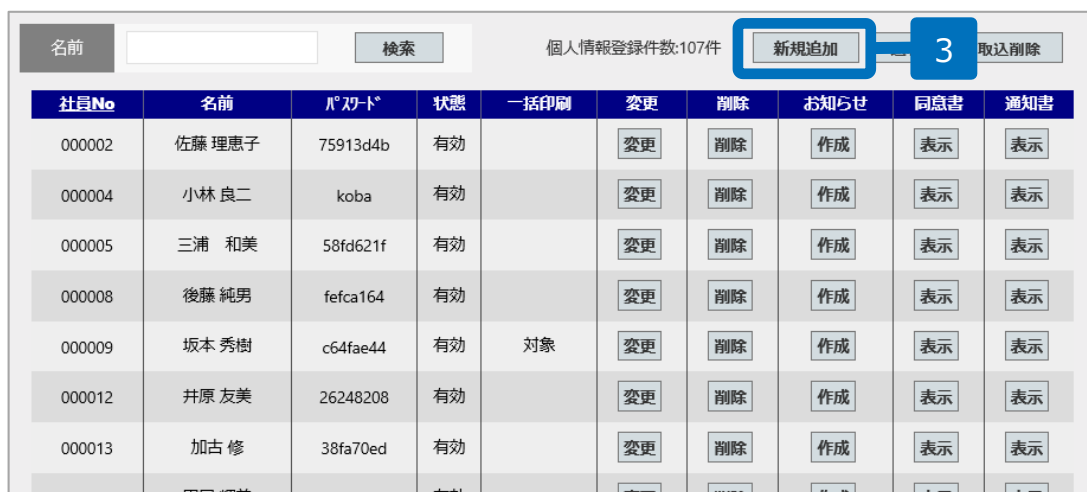 名前 検索 個人情報登録件数:107件 新規追加 3 取込削除
社員No 名前 パスワード 状態 一括印刷 変更 削除 お知らせ 同意書 通知書
000002 佐藤 理恵子 75913d4b 有効 変更 削除 作成 表示 表示
000004 小林 良二 koba 有効 変更 削除 作成 表示 表示
000005 三浦　和美 58fd621f 有効 変更 削除 作成 表示 表示
000008 後藤 純男 fefca164 有効 変更 削除 作成 表示 表示
000009 坂本 秀樹 c64fae44 有効 対象 変更 削除 作成 表示 表示
000012 井原 友美 26248208 有効 変更 削除 作成 表示 表示
000013 加古 修 38fa70ed 有効 変更 削除 作成 表示 表示